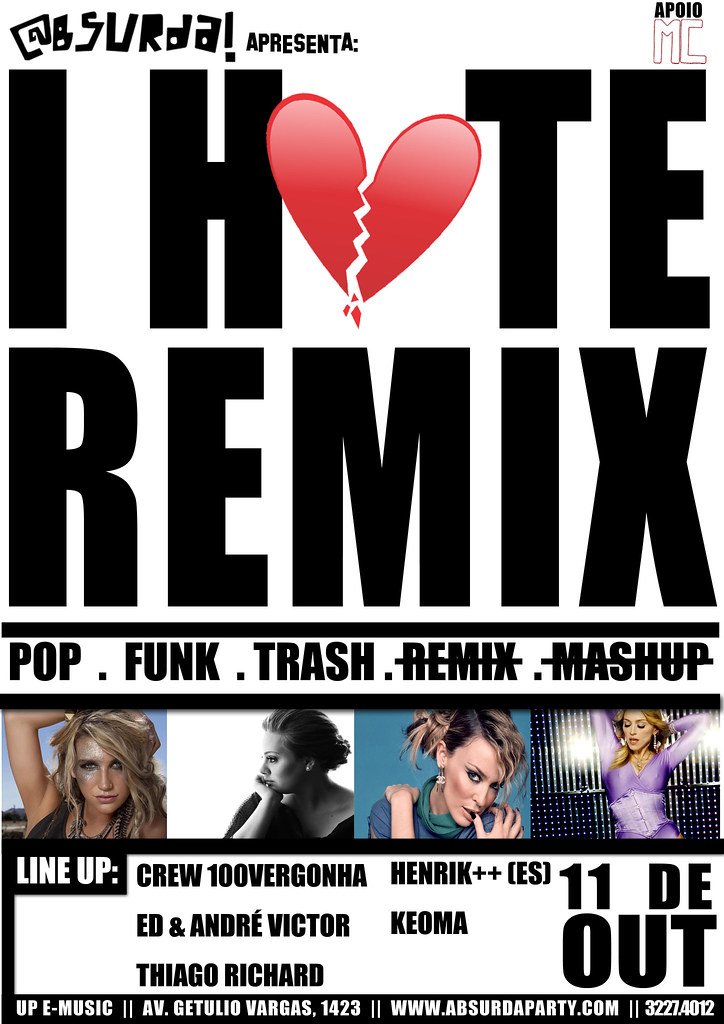 @bsurda! APRESENTA:
APOIO
MC
I H TE
REMIX
POP . FUNK . TRASH . REMIX . MASHUP
LINE UP:
CREW 100VERGONHA
ED & ANDRÉ VICTOR
THIAGO RICHARD
HENRIK++ (ES)
KEOMA
11 DE
OUT
UP E-MUSIC || AV. GETULIO VARGAS, 1423 || WWW.ABSURDAPARTY.COM || 3227.4012